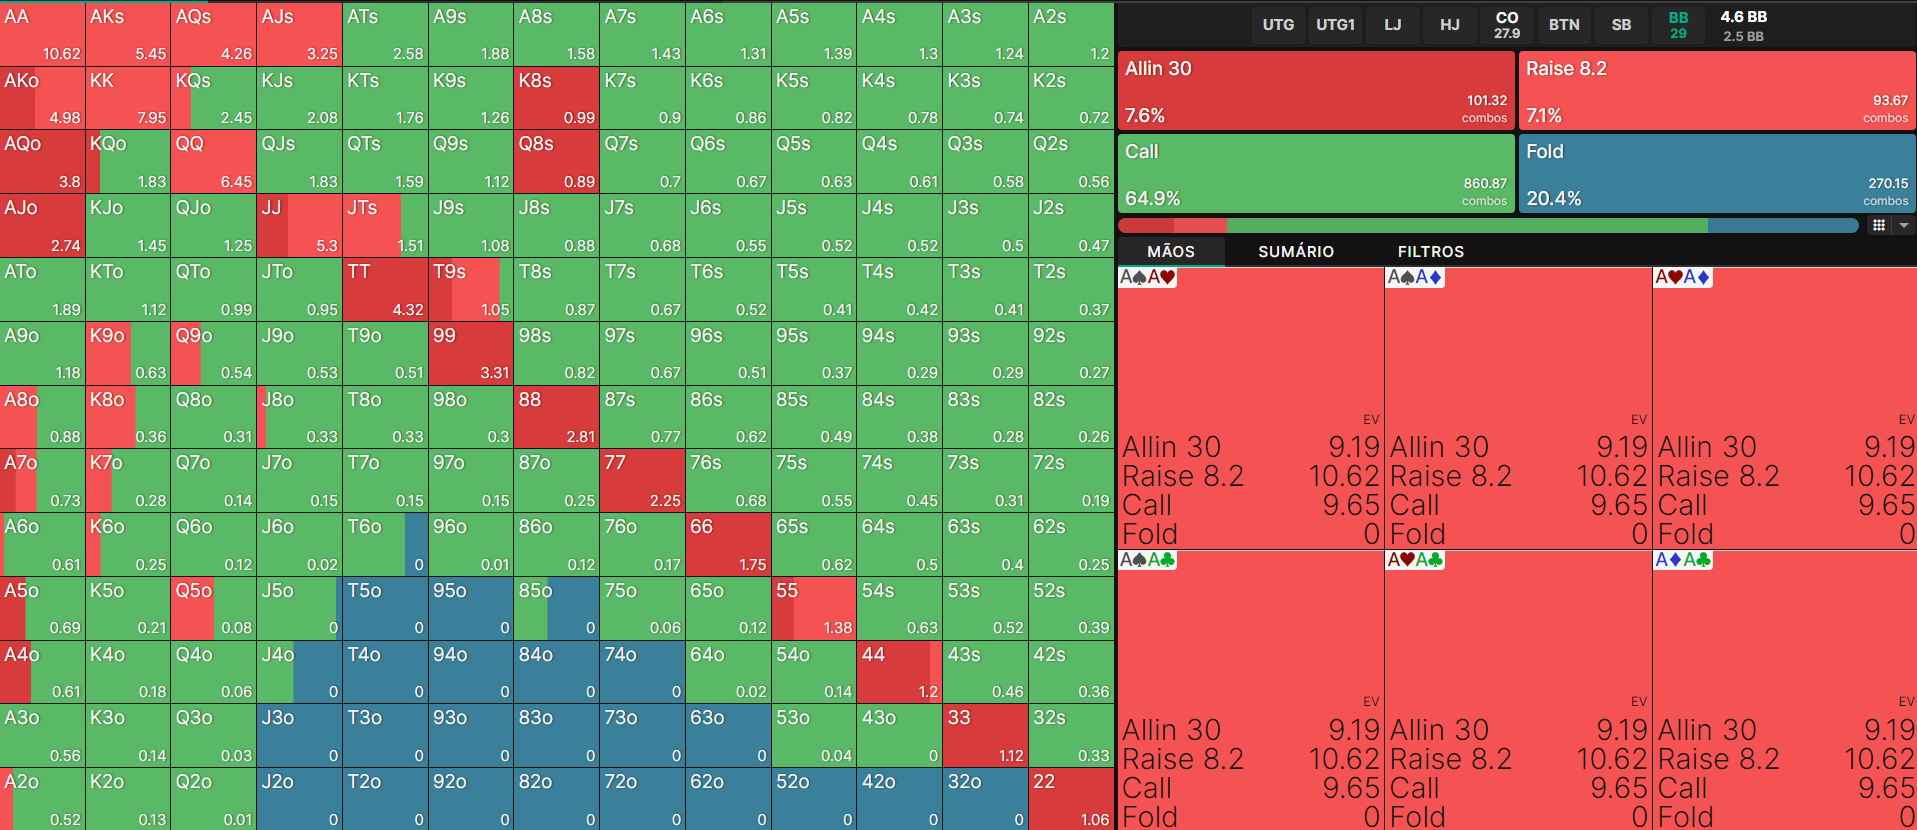 AA AKs AQs AJs ATs A9s A8s A7s A6s A5s A4s A3s A2s
10.62 5.45 4.26 3.25 2.58 1.88 1.58 1.43 1.31 1.39 1.3 1.24 1.2
AKo KK KQs KJs KTs K9s K8s K7s K6s K5s K4s K3s K2s
4.98 7.95 2.45 2.08 1.76 1.26 0.99 0.9 0.86 0.82 0.78 0.74 0.72
AQo KQo QQ QJs QTs Q9s Q8s Q7s Q6s Q5s Q4s Q3s Q2s
3.8 1.83 6.45 1.83 1.59 1.12 0.89 0.7 0.67 0.63 0.61 0.58 0.56
AJo KJo QJo JJ JTs J9s J8s J7s J6s J5s J4s J3s J2s
2.74 1.45 1.25 5.3 1.51 1.08 0.88 0.68 0.55 0.52 0.52 0.5 0.47
ATo KTo QTo JTo TT T9s T8s T7s T6s T5s T4s T3s T2s
1.89 1.12 0.99 0.95 4.32 1.05 0.87 0.67 0.52 0.41 0.42 0.41 0.37
A9o K9o Q9o J9o T9o 99 98s 97s 96s 95s 94s 93s 92s
1.18 0.63 0.54 0.53 0.51 3.31 0.82 0.67 0.51 0.37 0.29 0.29 0.27
A8o K8o Q8o J8o T8o 98o 88 87s 86s 85s 84s 83s 82s
0.88 0.36 0.31 0.33 0.33 0.3 2.81 0.77 0.62 0.49 0.38 0.28 0.26
A7o K7o Q7o J7o T7o 97o 87o 77 76s 75s 74s 73s 72s
0.73 0.28 0.14 0.15 0.15 0.15 0.25 2.25 0.68 0.55 0.45 0.31 0.19
A6o K6o Q6o J6o T6o 96o 86o 76o 66 65s 64s 63s 62s
0.61 0.25 0.12 0.02 0 0.01 0.12 0.17 1.75 0.62 0.5 0.4 0.25
A5o K5o Q5o J5o T5o 95o 85o 75o 65o 55 54s 53s 52s
0.69 0.21 0.08 0 0 0 0 0.06 0.12 1.38 0.63 0.52 0.39
A4o K4o Q4o J4o T4o 94o 84o 74o 64o 54o 44 43s 42s
0.61 0.18 0.06 0 0 0 0 0 0.02 0.14 1.2 0.46 0.36
A3o K3o Q3o J3o T3o 93o 83o 73o 63o 53o 43o 33 32s
0.56 0.14 0.03 0 0 0 0 0 0 0.04 0 1.12 0.33
A2o K2o Q2o J2o T2o 92o 82o 72o 62o 52o 42o 32o 22
0.52 0.13 0.01 0 0 0 0 0 0 0 0 0 1.06
UTG UTG1 LJ HJ CO BTN SB BB 4.6 BB
27.9 29 2.5 BB
Allin 30 Raise 8.2
101.32 93.67
7.6% combos 7.1% combos
Call Fold
860.87 270.15
64.9% combos 20.4% combos
MÃOS SUMÁRIO FILTROS
A♠A♥ A♠A♦ A♥A♦
EV EV EV
Allin 30 9.19 Allin 30 9.19 Allin 30 9.19
Raise 8.2 10.62 Raise 8.2 10.62 Raise 8.2 10.62
Call 9.65 Call 9.65 Call 9.65
Fold 0 Fold 0 Fold 0
A♠A♣ A♥A♣ A♦A♣
EV EV EV
Allin 30 9.19 Allin 30 9.19 Allin 30 9.19
Raise 8.2 10.62 Raise 8.2 10.62 Raise 8.2 10.62
Call 9.65 Call 9.65 Call 9.65
Fold 0 Fold 0 Fold 0